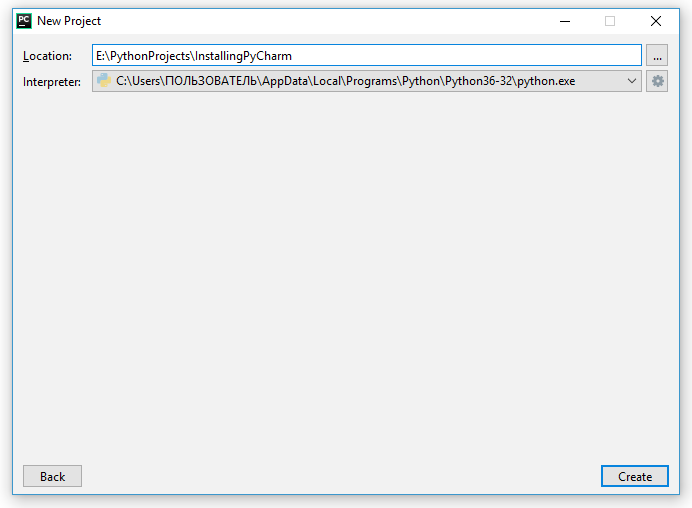 PC New Project
Location: E:\PythonProjects\InstallingPyCharm ...
Interpreter: C:\Users\ПОЛЬЗОВАТЕЛЬ\AppData\Local\Programs\Python\Python36-32\python.exe
Back Create